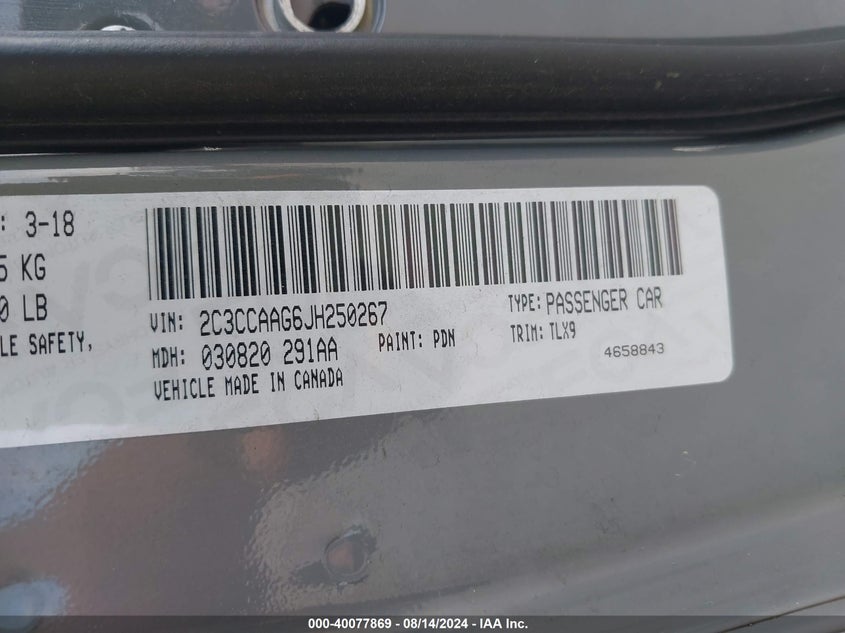 : 3-18
5 KG
0 LB
LE SAFETY,
VIN: 2C3CCAAG6JH250267
TYPE: PASSENGER CAR
MDH: 030820 291AA
PAINT: PDN
TRIM: TLX9
VEHICLE MADE IN CANADA
4658843
000-40077869 - 08/14/2024 - IAA Inc.